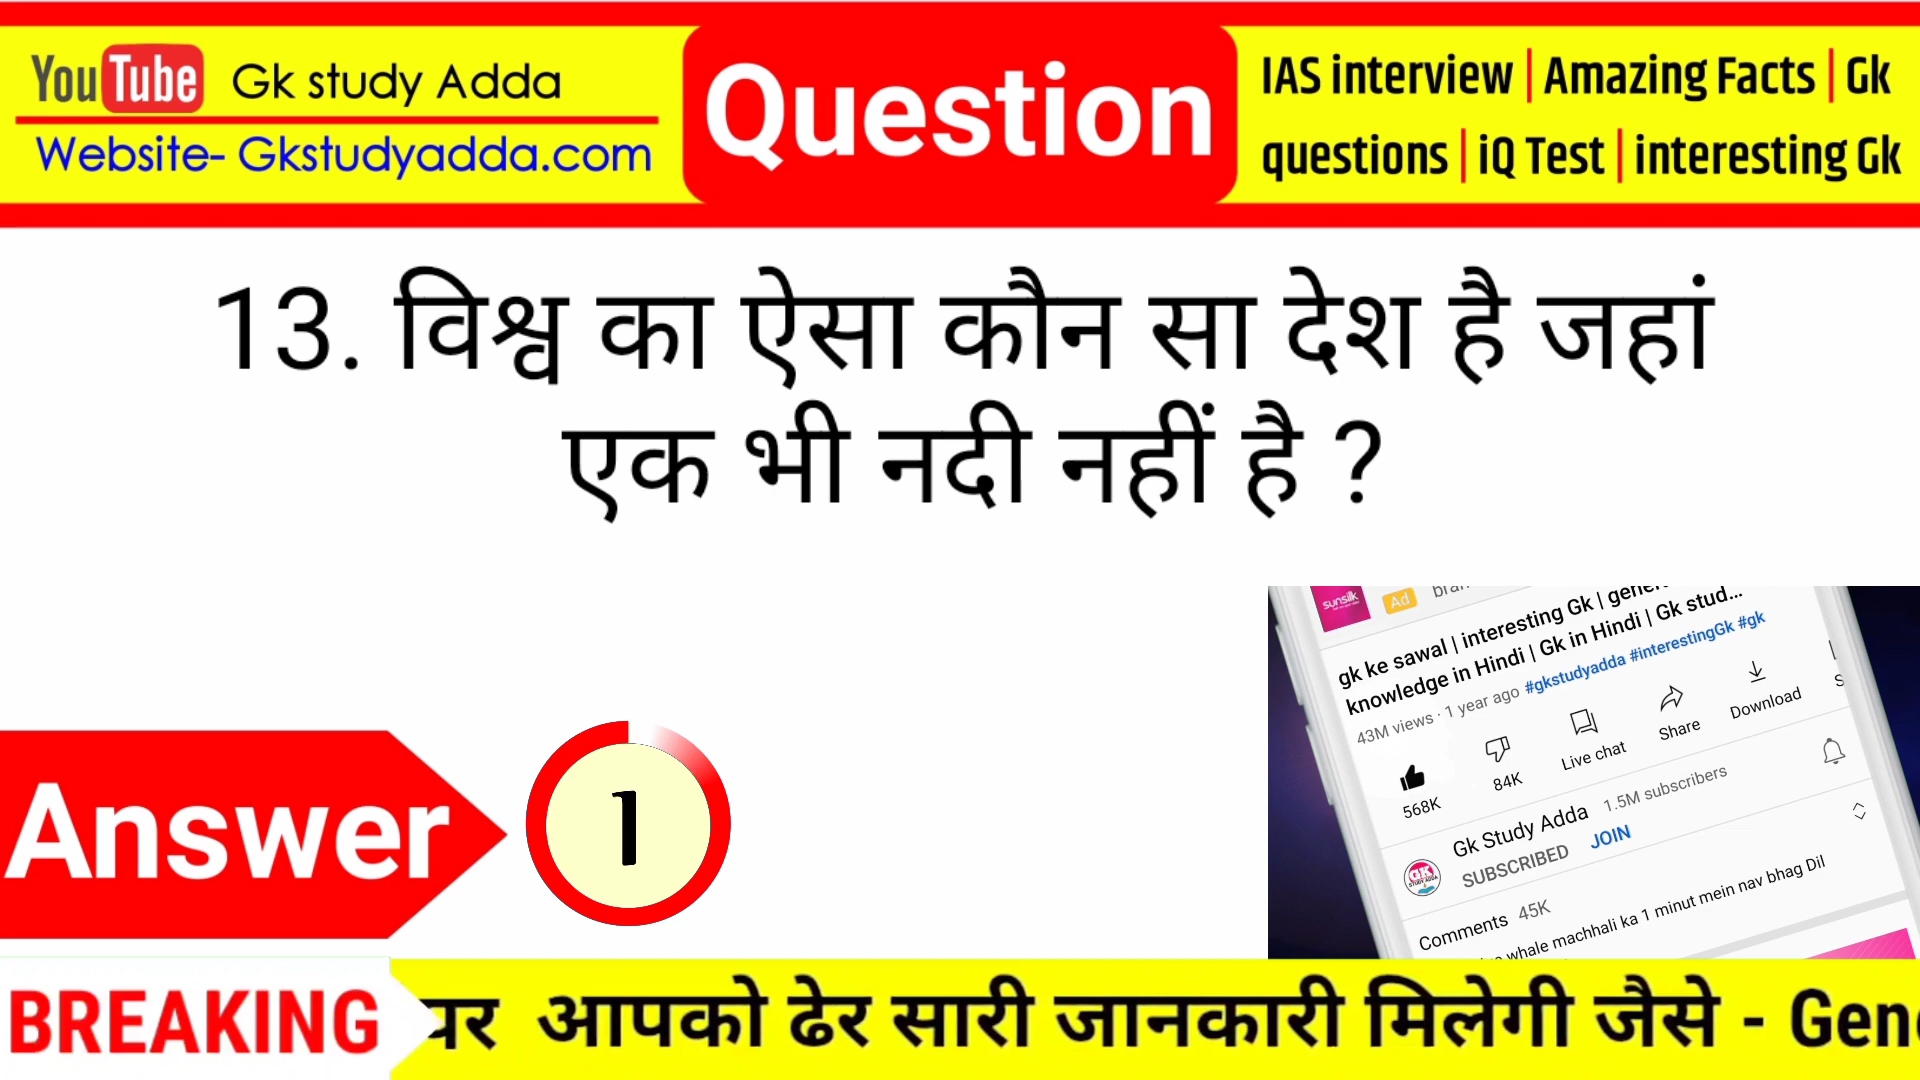 YouTube Gk study Adda
Website- Gkstudyadda.com
Question
IAS interview | Amazing Facts | Gk
questions | iQ Test | interesting Gk
13. विश्व का ऐसा कौन सा देश है जहां
एक भी नदी नहीं है ?
sunsilk
Ad
gk ke sawal | interesting Gk |
knowledge in Hindi | Gk in Hindi | Gk stud...
43M views · 1 year ago #gkstudyadda #interestingGk #gk
568K 84K Live chat Share Download
Gk Study Adda 1.5M subscribers
SUBSCRIBED JOIN
Comments 45K
whale machhali ka 1 minut mein nav bhag Dil
Answer
1
BREAKING
आपको ढेर सारी जानकारी मिलेगी जैसे -